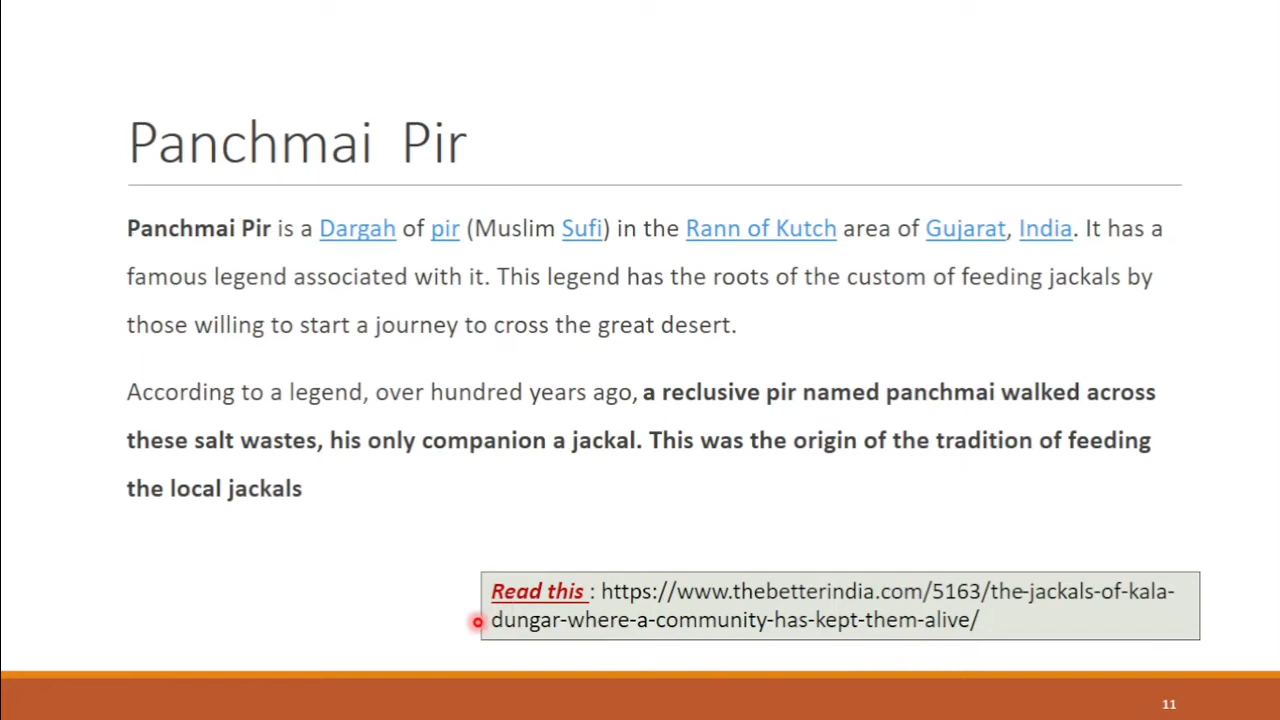 Panchmai Pir
Panchmai Pir is a Dargah of pir (Muslim Sufi) in the Rann of Kutch area of Gujarat, India. It has a
famous legend associated with it. This legend has the roots of the custom of feeding jackals by
those willing to start a journey to cross the great desert.
According to a legend, over hundred years ago, a reclusive pir named panchmai walked across
these salt wastes, his only companion a jackal. This was the origin of the tradition of feeding
the local jackals
Read this : https://www.thebetterindia.com/5163/the-jackals-of-kala-
dungar-where-a-community-has-kept-them-alive/
11